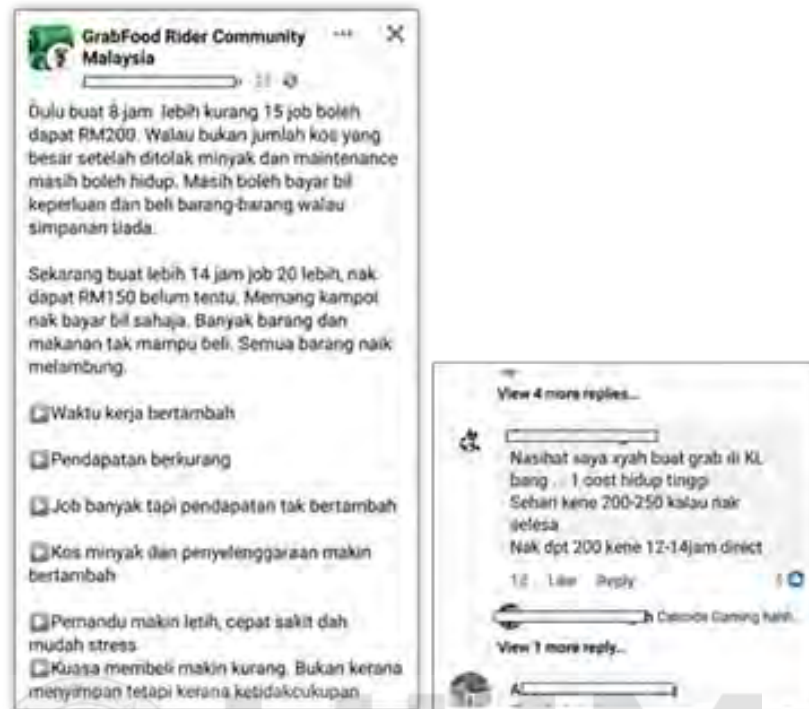 GrabFood Rider Community
Malaysia
Dulu buat 8 jam lebih kurang 15 job boleh
dapat RM200. Walau bukan jumlah kos yang
besar setelah ditolak minyak dan maintenance
masih boleh hidup. Masih boleh bayar bil
keperluan dan beli barang-barang walau
simpanan tiada.
Sekarang buat lebih 14 jam job 20 lebih, nak
dapat RM150 belum tentu. Memang kampot
nak bayar bil sahaja. Banyak barang dan
makanan tak mampu beli. Semua barang naik
melambung.
Waktu kerja bertambah
Pendapatan berkurang
Job banyak tapi pendapatan tak bertambah
Kos minyak dan penyelenggaraan makin
bertambah
Pemandu makin letih, cepat sakit dah
mudah stress
Kuasa membeli makin kurang. Bukan kerana
menyimpan tetapi kerana ketidakcukupan
View 4 more replies...
Nasihat saya xyah buat grab di KL
bang ... 1 cost hidup tinggi
Sehari kene 200-250 kalau nak
selesa
Nak dpt 200 kene 12-14jam direct
1d Like Reply
Gaming
View 1 more reply...
A